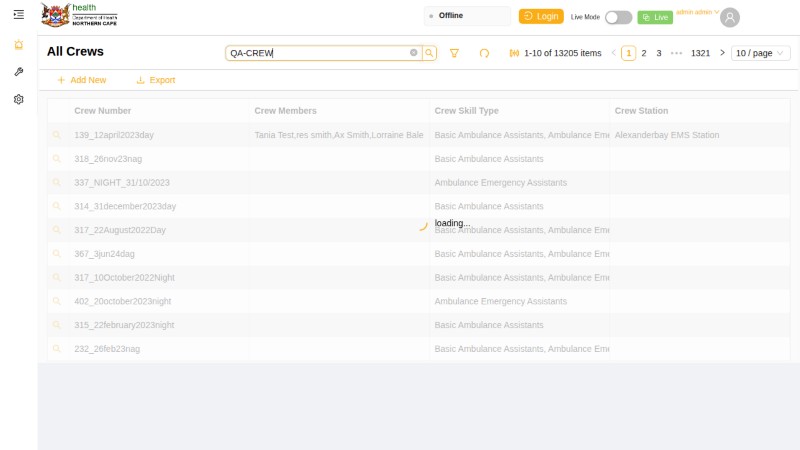 health
Department of Health
NORTHERN CAPE
Offline
Login
Live Mode
Live
admin admin
All Crews
QA-CREW
1-10 of 13205 items
1 2 3 ••• 1321
10 / page
Add New
Export
Crew Number Crew Members Crew Skill Type Crew Station
139_12april2023day Tania Test,res smith,Ax Smith,Lorraine Bale Basic Ambulance Assistants, Ambulance Eme Alexanderbay EMS Station
318_26nov23nag Basic Ambulance Assistants
337_NIGHT_31/10/2023 Ambulance Emergency Assistants
314_31december2023day Basic Ambulance Assistants
loading...
317_22August2022Day Basic Ambulance Assistants, Ambulance Eme
367_3jun24dag Basic Ambulance Assistants, Ambulance Eme
317_10October2022Night Basic Ambulance Assistants, Ambulance Eme
402_20october2023night Ambulance Emergency Assistants
315_22february2023night Basic Ambulance Assistants
232_26feb23nag Basic Ambulance Assistants, Ambulance Eme